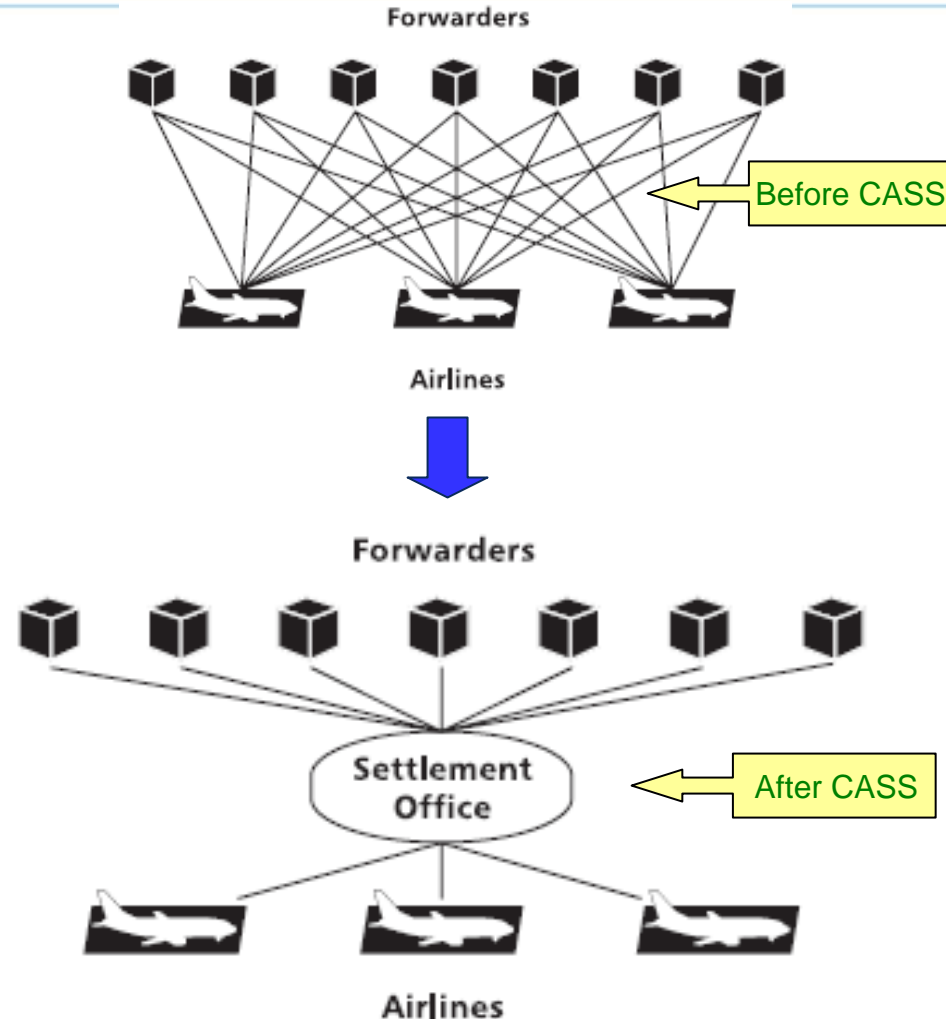 Forwarders
Before CASS
Airlines
Forwarders
Settlement
Office
After CASS
Airlines